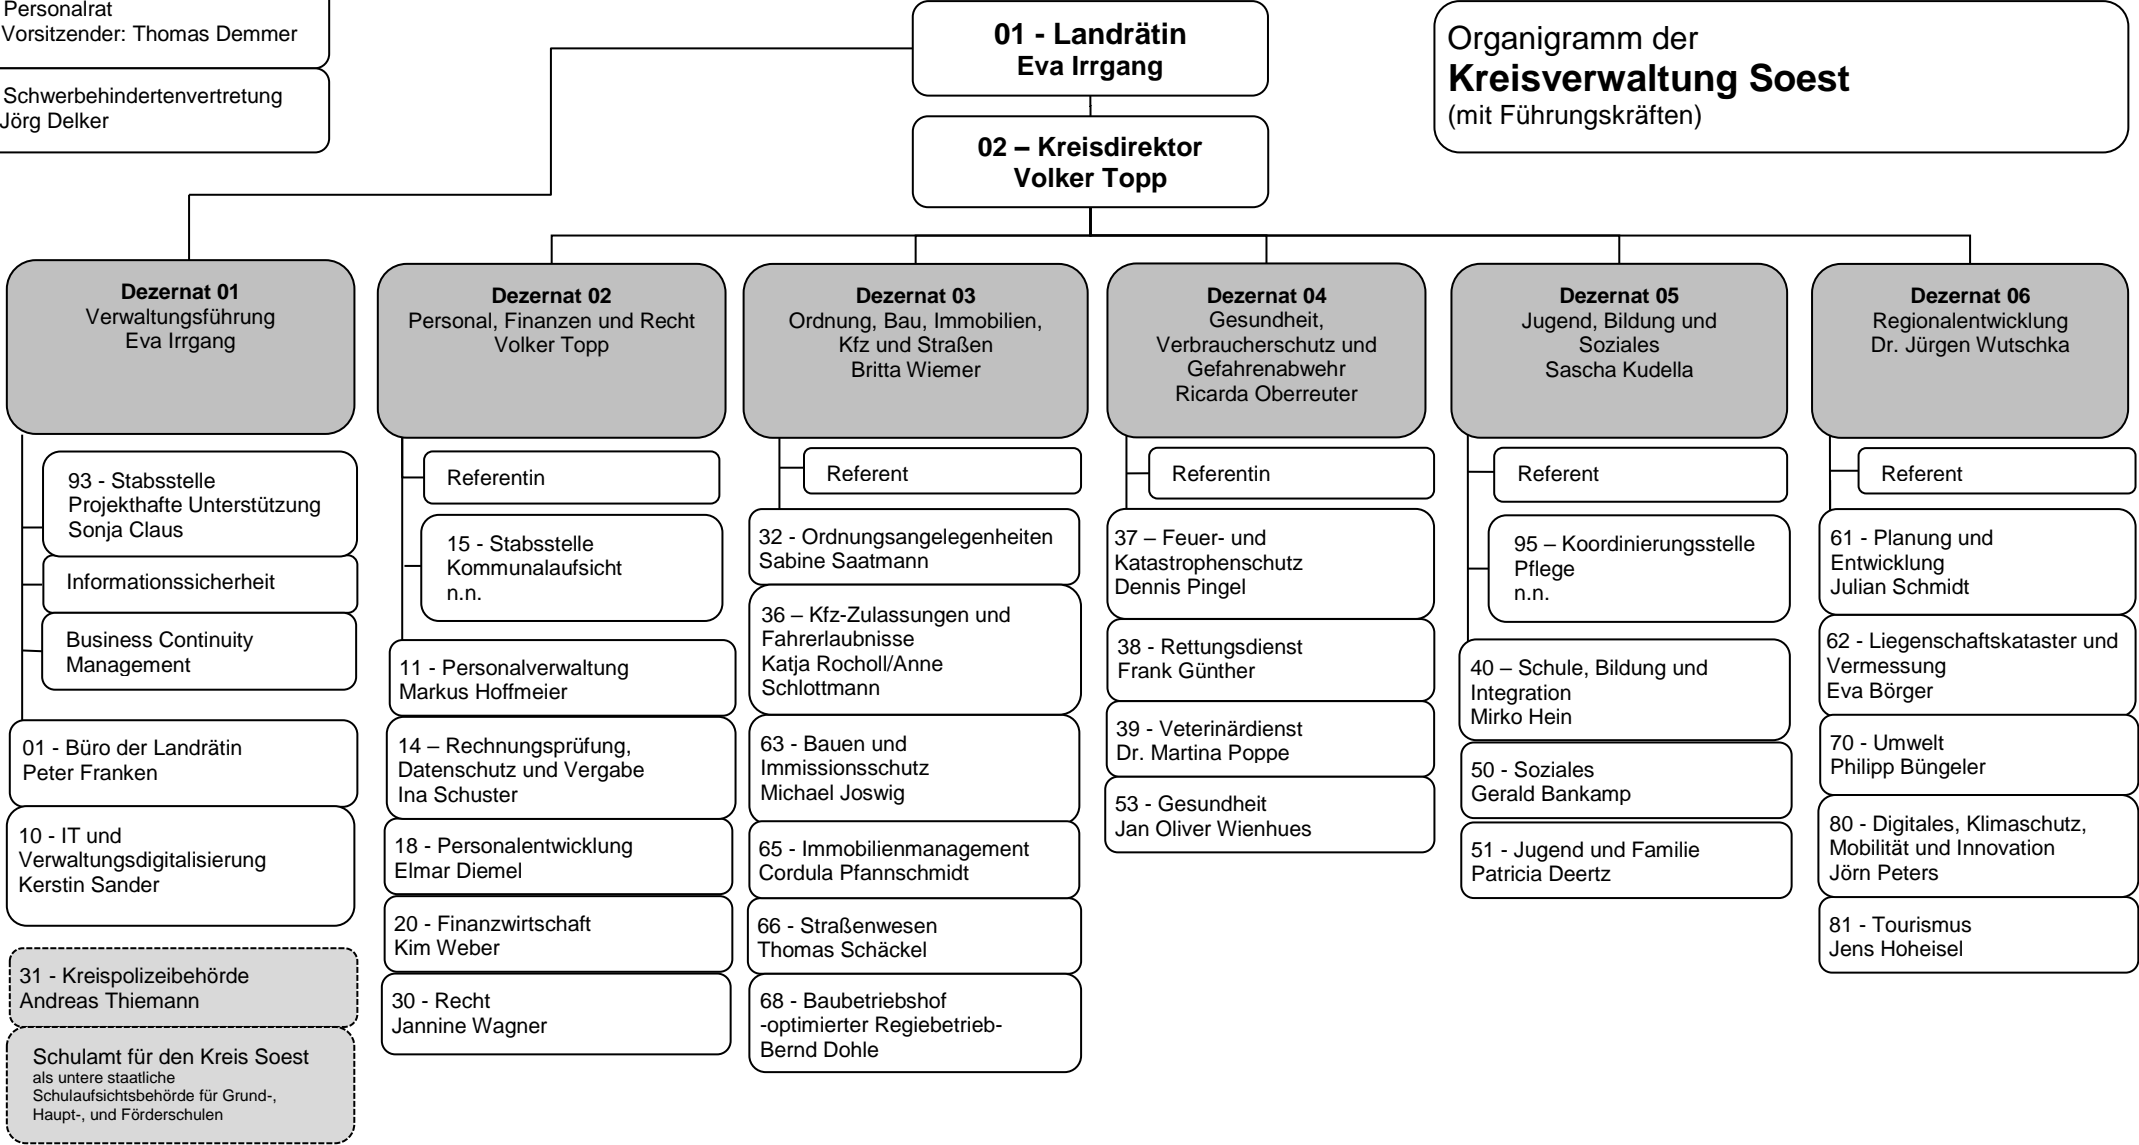 Personalrat
Vorsitzender: Thomas Demmer
Schwerbehindertenvertretung
Jörg Delker
01 - Landrätin
Eva Irrgang
02 – Kreisdirektor
Volker Topp
Organigramm der
Kreisverwaltung Soest
(mit Führungskräften)
Dezernat 01
Verwaltungsführung
Eva Irrgang
93 - Stabsstelle
Projekthafte Unterstützung
Sonja Claus
Informationssicherheit
Business Continuity
Management
01 - Büro der Landrätin
Peter Franken
10 - IT und
Verwaltungsdigitalisierung
Kerstin Sander
31 - Kreispolizeibehörde
Andreas Thiemann
Schulamt für den Kreis Soest
als untere staatliche
Schulaufsichtsbehörde für Grund-,
Haupt-, und Förderschulen
Dezernat 02
Personal, Finanzen und Recht
Volker Topp
Referentin
15 - Stabsstelle
Kommunalaufsicht
n.n.
11 - Personalverwaltung
Markus Hoffmeier
14 – Rechnungsprüfung,
Datenschutz und Vergabe
Ina Schuster
18 - Personalentwicklung
Elmar Diemel
20 - Finanzwirtschaft
Kim Weber
30 - Recht
Jannine Wagner
Dezernat 03
Ordnung, Bau, Immobilien,
Kfz und Straßen
Britta Wiemer
Referent
32 - Ordnungsangelegenheiten
Sabine Saatmann
36 – Kfz-Zulassungen und
Fahrerlaubnisse
Katja Rocholl/Anne
Schlottmann
63 - Bauen und
Immissionsschutz
Michael Joswig
65 - Immobilienmanagement
Cordula Pfannschmidt
66 - Straßenwesen
Thomas Schäckel
68 - Baubetriebshof
-optimierter Regiebetrieb-
Bernd Dohle
Dezernat 04
Gesundheit,
Verbraucherschutz und
Gefahrenabwehr
Ricarda Oberreuter
Referentin
37 – Feuer- und
Katastrophenschutz
Dennis Pingel
38 - Rettungsdienst
Frank Günther
39 - Veterinärdienst
Dr. Martina Poppe
53 - Gesundheit
Jan Oliver Wienhues
Dezernat 05
Jugend, Bildung und
Soziales
Sascha Kudella
Referent
95 – Koordinierungsstelle
Pflege
n.n.
40 – Schule, Bildung und
Integration
Mirko Hein
50 - Soziales
Gerald Bankamp
51 - Jugend und Familie
Patricia Deertz
Dezernat 06
Regionalentwicklung
Dr. Jürgen Wutschka
Referent
61 - Planung und
Entwicklung
Julian Schmidt
62 - Liegenschaftskataster und
Vermessung
Eva Börger
70 - Umwelt
Philipp Büngeler
80 - Digitales, Klimaschutz,
Mobilität und Innovation
Jörn Peters
81 - Tourismus
Jens Hoheisel